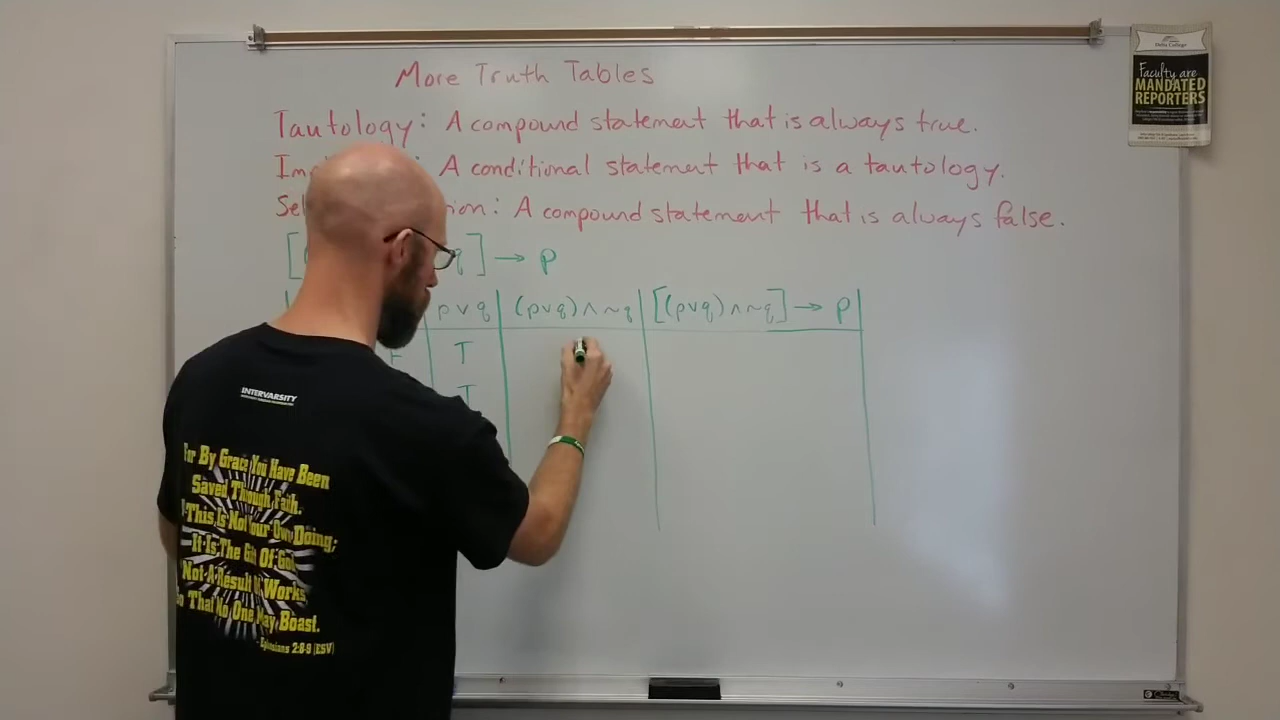 More Truth Tables
Tautology: A compound statement that is always true.
A conditional statement that is a tautology.
A compound statement that is always false.
[ q ] → p
p ∨ q (p∨q) ∧ ~q [(p∨q) ∧ ~q] → p
F T
T
Delta College
Faculty are
MANDATED
REPORTERS
INTERVARSITY
For By Grace You Have Been
Saved Through Faith.
This Is Not Your Own Doing;
It Is The Gift Of God
Not A Result of Works
So That No One May Boast.
Ephesians 2:8-9 (ESV)